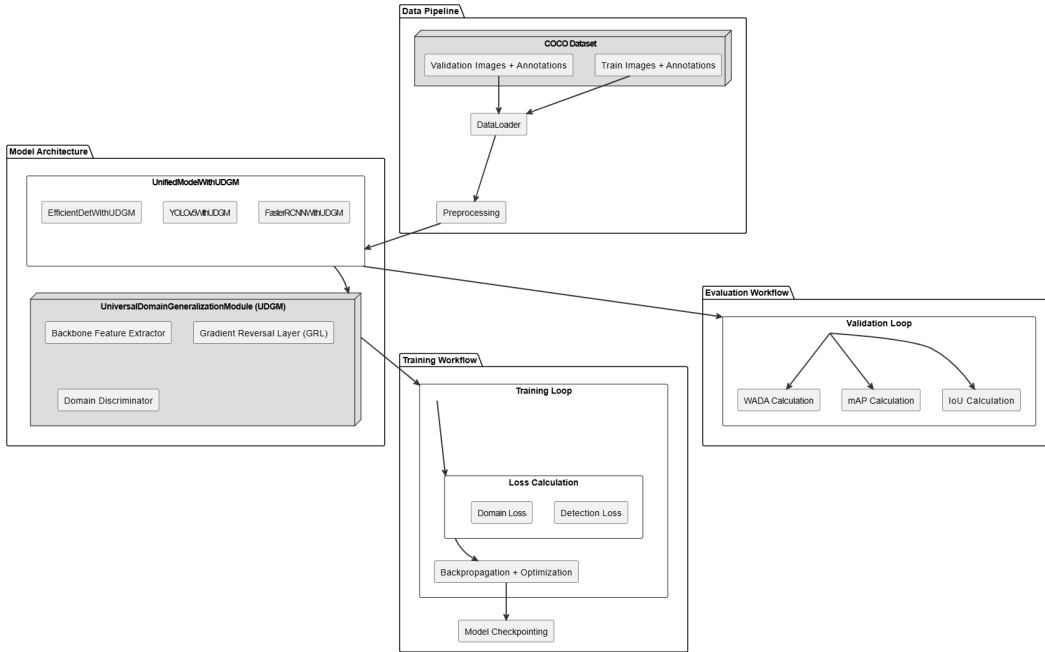 Data Pipeline
COCO Dataset
Validation Images + Annotations
Train Images + Annotations
DataLoader
Preprocessing
Model Architecture
UnifiedModelWithUDGM
EfficientDetWithUDGM
YOLOv5WithUDGM
FasterRCNNWithUDGM
UniversalDomainGeneralizationModule (UDGM)
Backbone Feature Extractor
Gradient Reversal Layer (GRL)
Domain Discriminator
Training Workflow
Training Loop
Loss Calculation
Domain Loss
Detection Loss
Backpropagation + Optimization
Model Checkpointing
Evaluation Workflow
Validation Loop
WADA Calculation
mAP Calculation
IoU Calculation